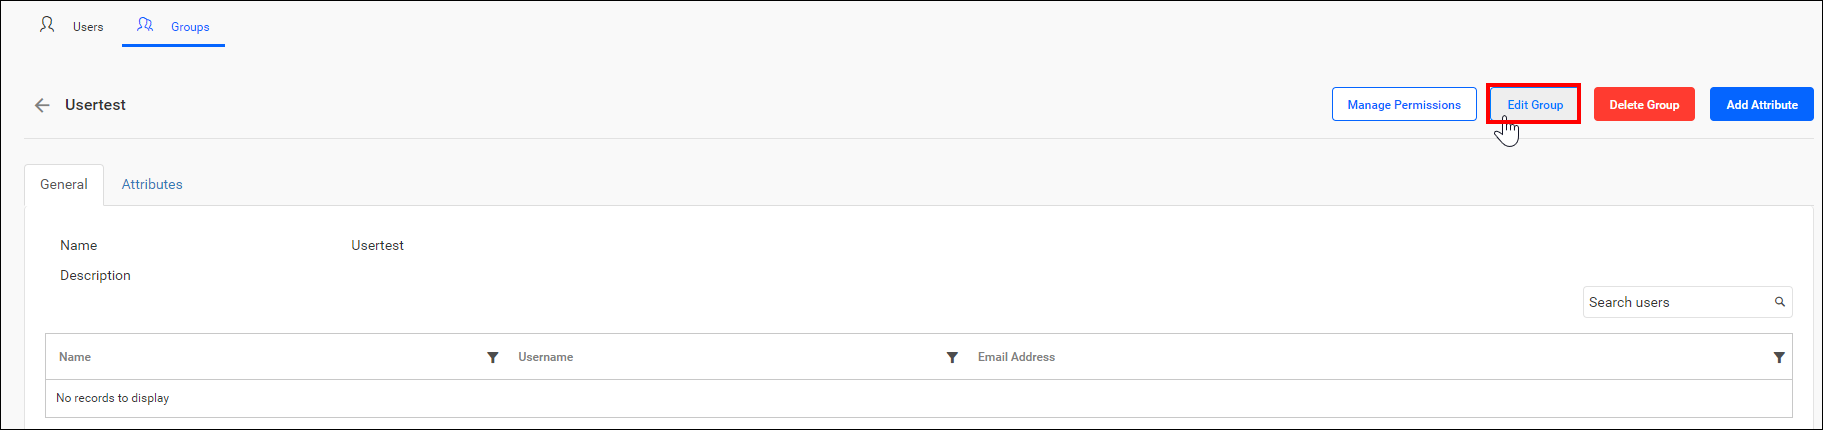 Users Groups
Usertest
Manage Permissions Edit Group Delete Group Add Attribute
General Attributes
Name Usertest
Description
Search users
Name Username Email Address
No records to display